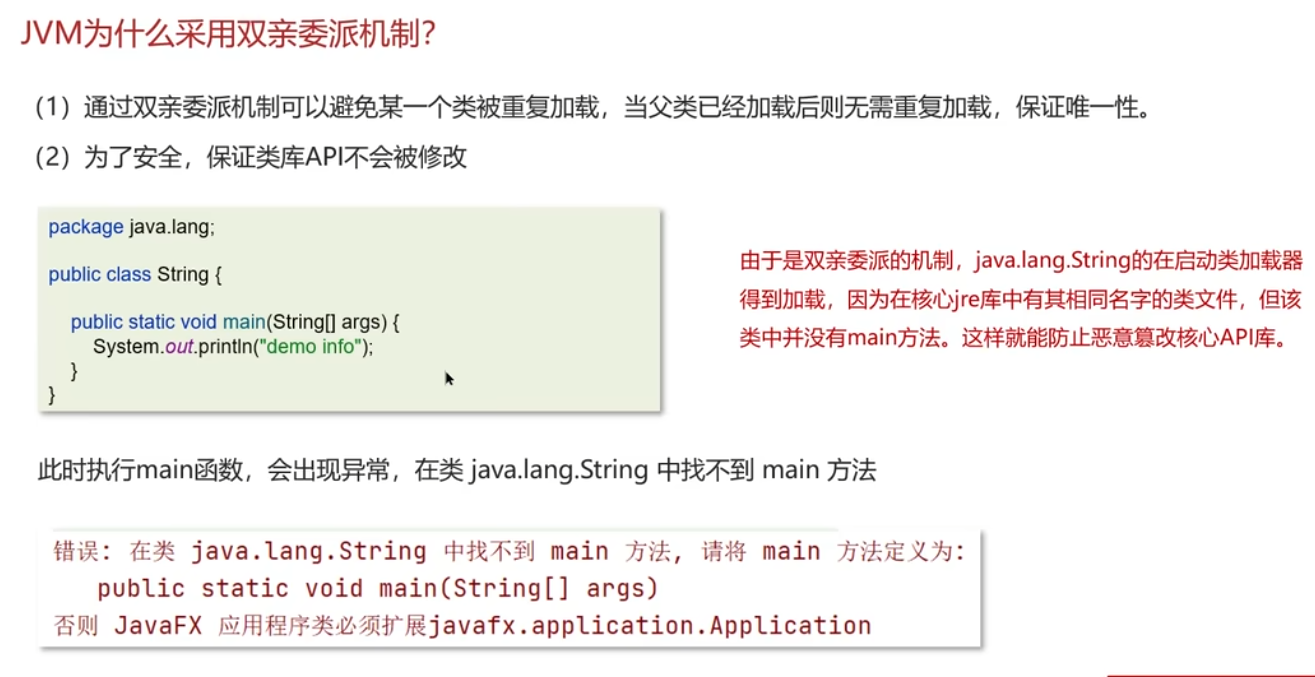 JVM为什么采用双亲委派机制?
（1）通过双亲委派机制可以避免某一个类被重复加载，当父类已经加载后则无需重复加载，保证唯一性。
（2）为了安全，保证类库API不会被修改
package java.lang;
public class String {
public static void main(String[] args) {
System.out.println("demo info");
}
}
由于是双亲委派的机制，java.lang.String的在启动类加载器
得到加载，因为在核心jre库中有其相同名字的类文件，但该
类中并没有main方法。这样就能防止恶意篡改核心API库。
此时执行main函数，会出现异常，在类 java.lang.String 中找不到 main 方法
错误: 在类 java.lang.String 中找不到 main 方法, 请将 main 方法定义为:
public static void main(String[] args)
否则 JavaFX 应用程序类必须扩展javafx.application.Application